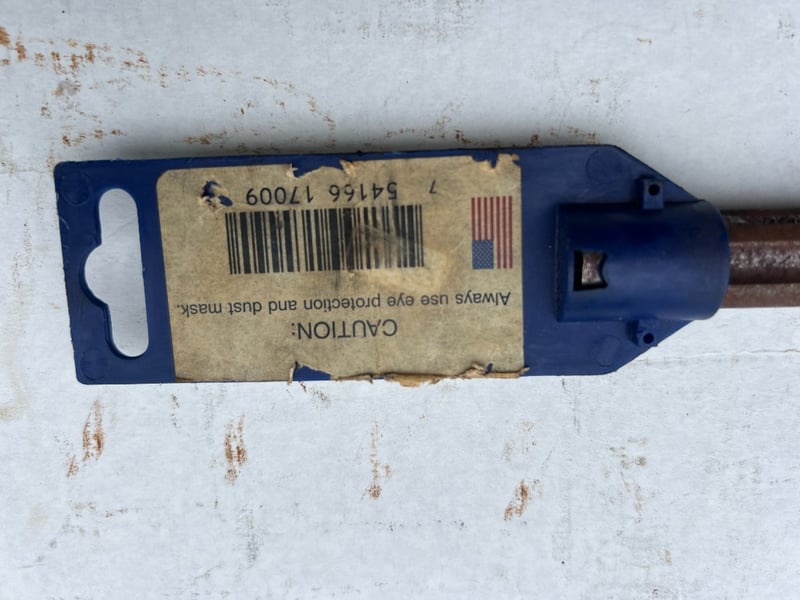 CAUTION:
Always use eye protection and dust mask.
7 54166 17009